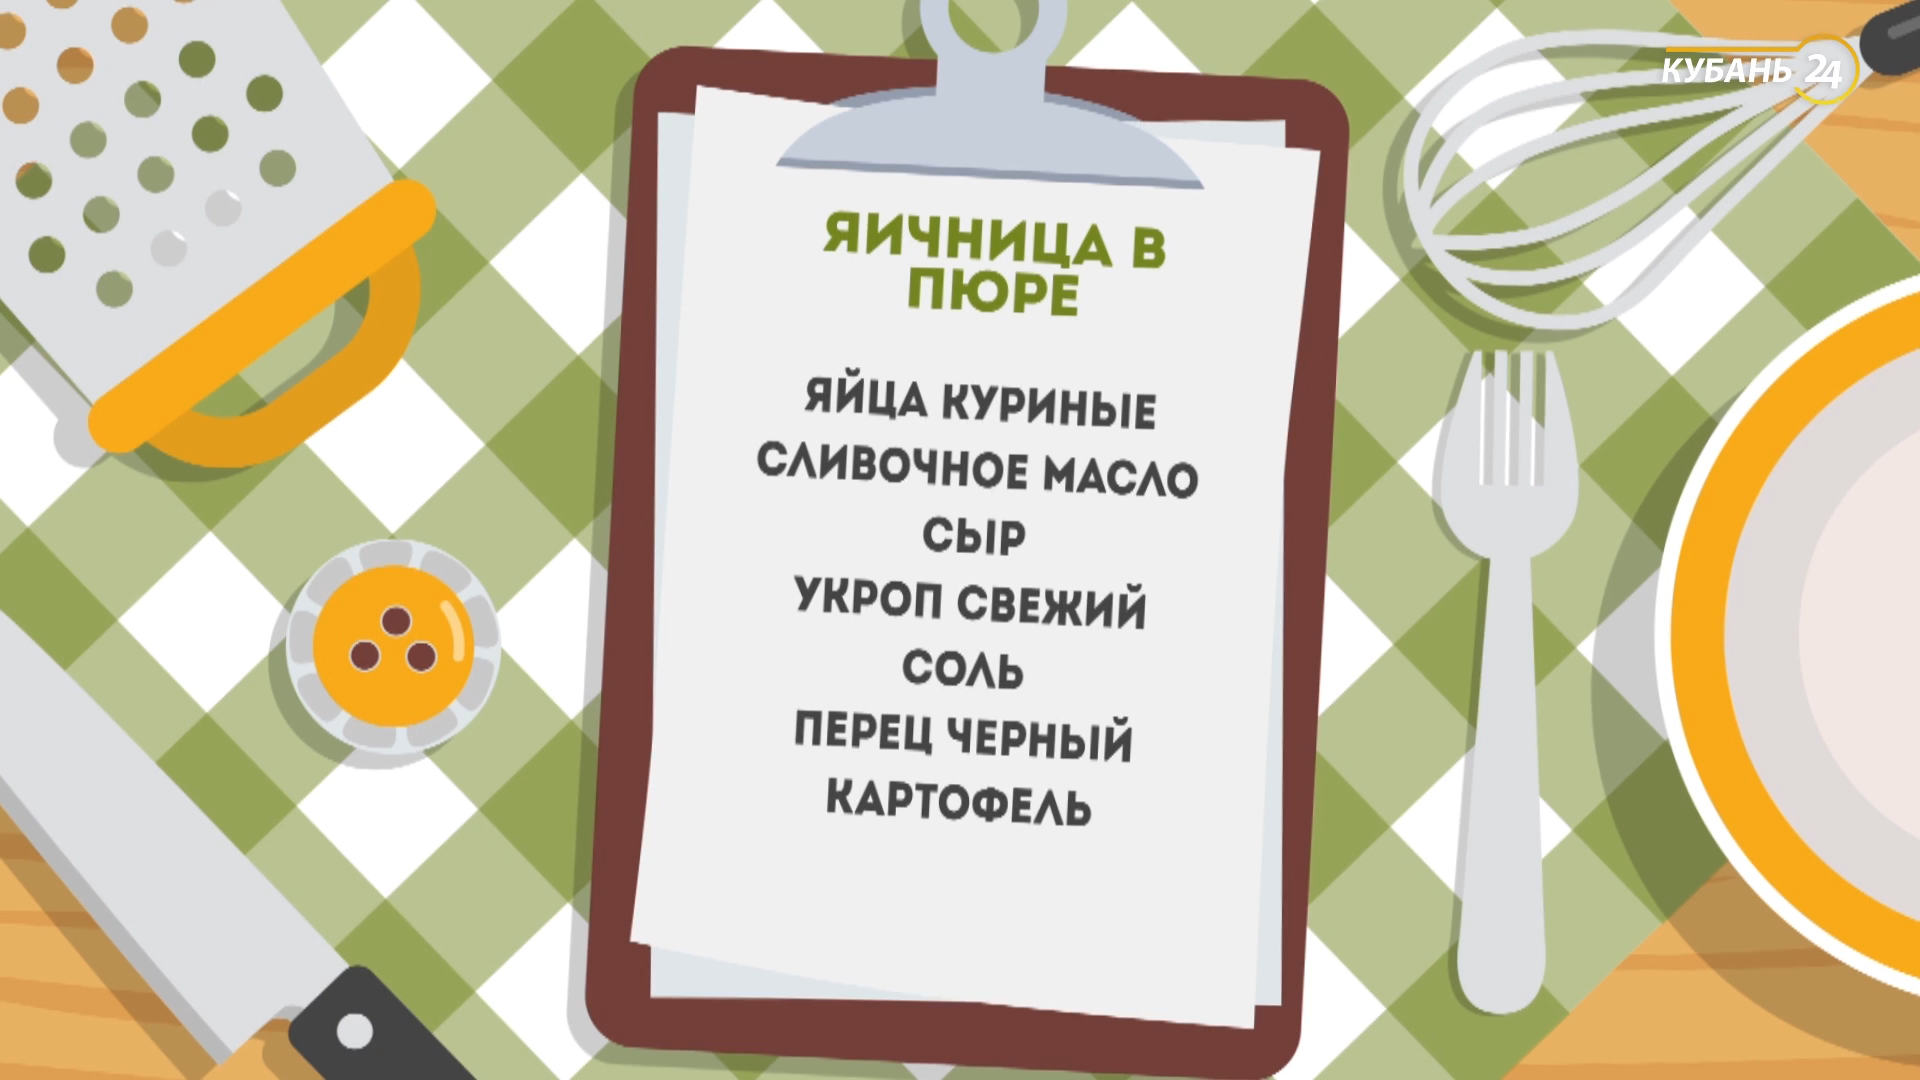 КУБАНЬ 24
ЯИЧНИЦА В
ПЮРЕ
ЯЙЦА КУРИНЫЕ
СЛИВОЧНОЕ МАСЛО
СЫР
УКРОП СВЕЖИЙ
СОЛЬ
ПЕРЕЦ ЧЕРНЫЙ
КАРТОФЕЛЬ